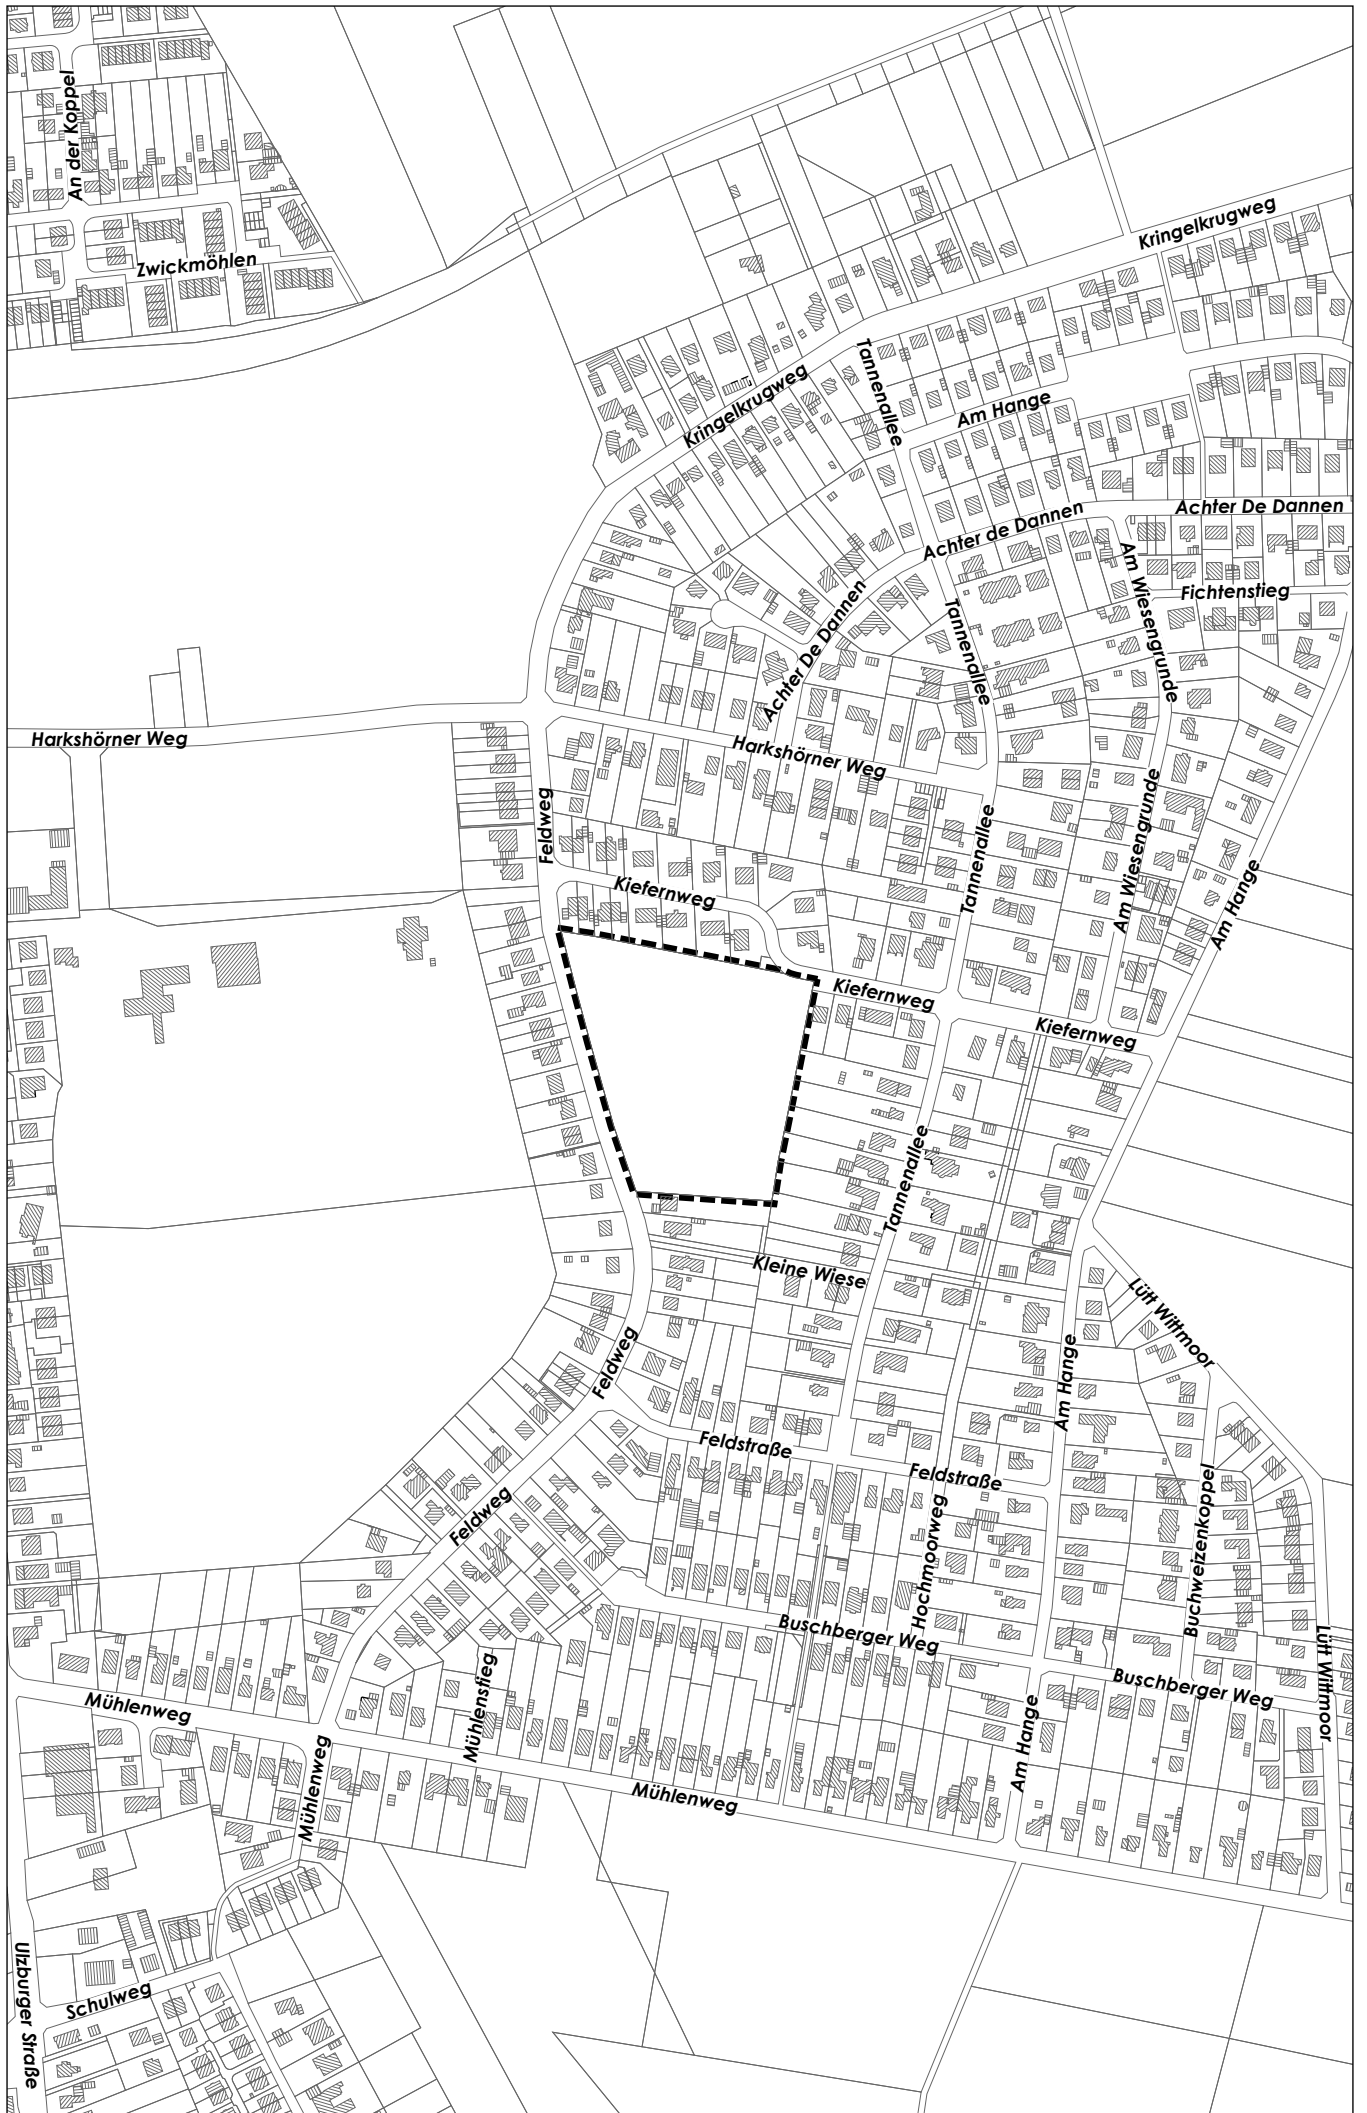 An der Koppel
Zwickmöhlen
Kringelkrugweg
Kringelkrugweg
Tannenallee
Am Hange
Achter De Dannen
Achter de Dannen
Am Wiesengrunde
Fichtenstieg
Tannenallee
Achter De Dannen
Harkshörner Weg
Harkshörner Weg
Feldweg
Tannenallee
Am Wiesengrunde
Am Hange
Kiefernweg
Kiefernweg
Kiefernweg
Tannenallee
Kleine Wiese
Lütt Wittmoor
Feldweg
Am Hange
Feldstraße
Feldstraße
Feldweg
Hochmoorweg
Buchweizenkoppel
Buschberger Weg
Buschberger Weg
Lütt Wittmoor
Mühlenweg
Mühlenstieg
Mühlenweg
Am Hange
Mühlenweg
Schulweg
Ulzburger Straße